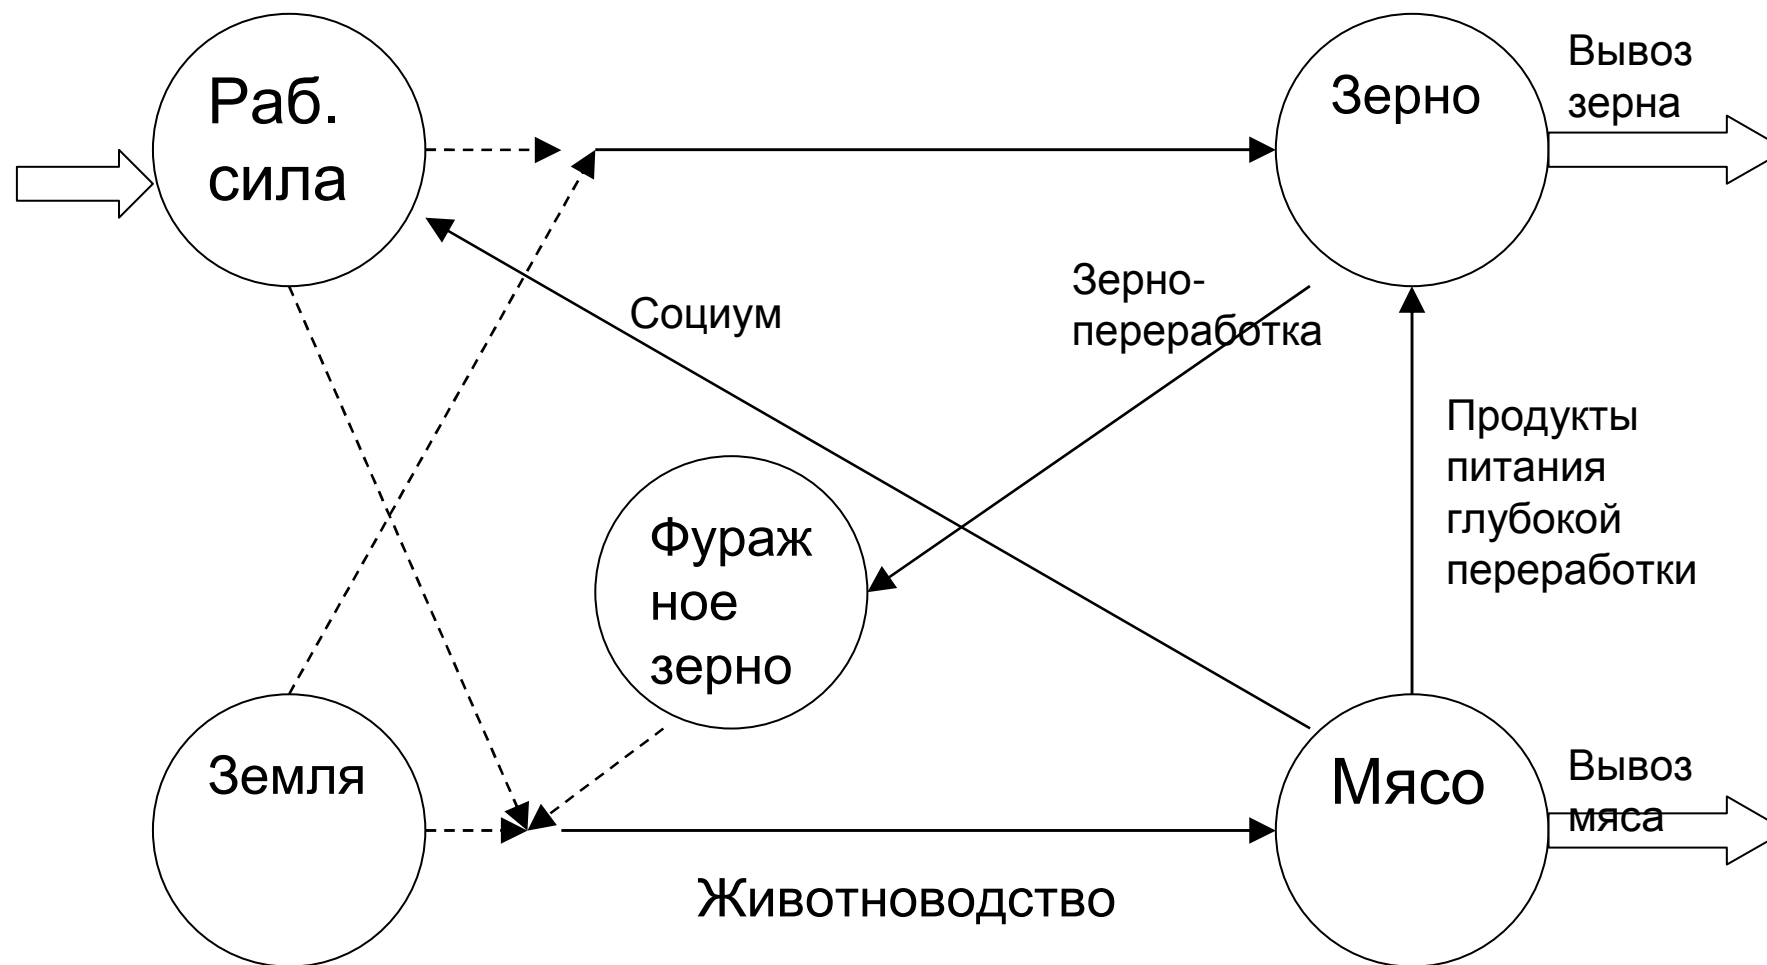 Раб.
сила
Зерно
Вывоз
зерна
Социум
Зерно-
переработка
Продукты
питания
глубокой
переработки
Фураж
ное
зерно
Земля
Мясо
Вывоз
мяса
Животноводство